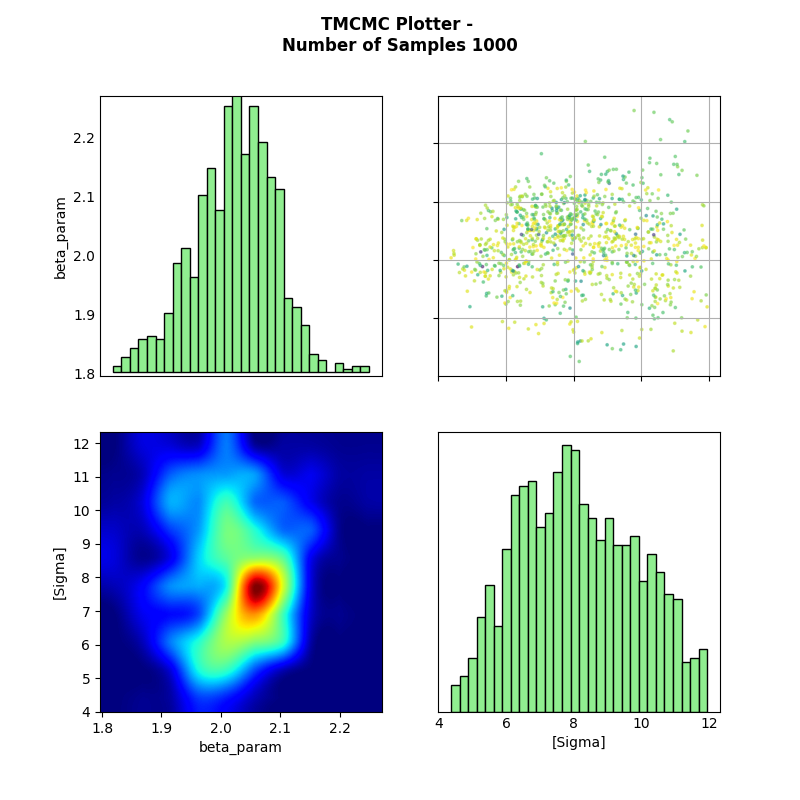 TMCMC Plotter -
Number of Samples 1000
2.2
2.1
2.0
1.9
1.8
beta_param
12
11
10
9
8
7
6
5
4
[Sigma]
1.8 1.9 2.0 2.1 2.2
beta_param
4 6 8 10 12
[Sigma]